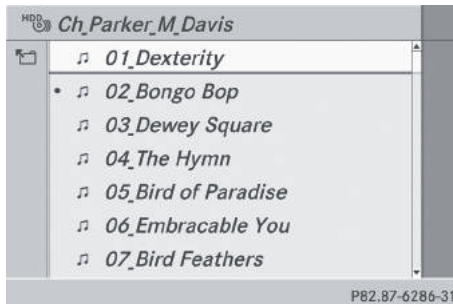 HDD Ch_Parker_M_Davis
01_Dexterity
02_Bongo Bop
03_Dewey Square
04_The Hymn
05_Bird of Paradise
06_Embracable You
07_Bird Feathers
P82.87-6286-31